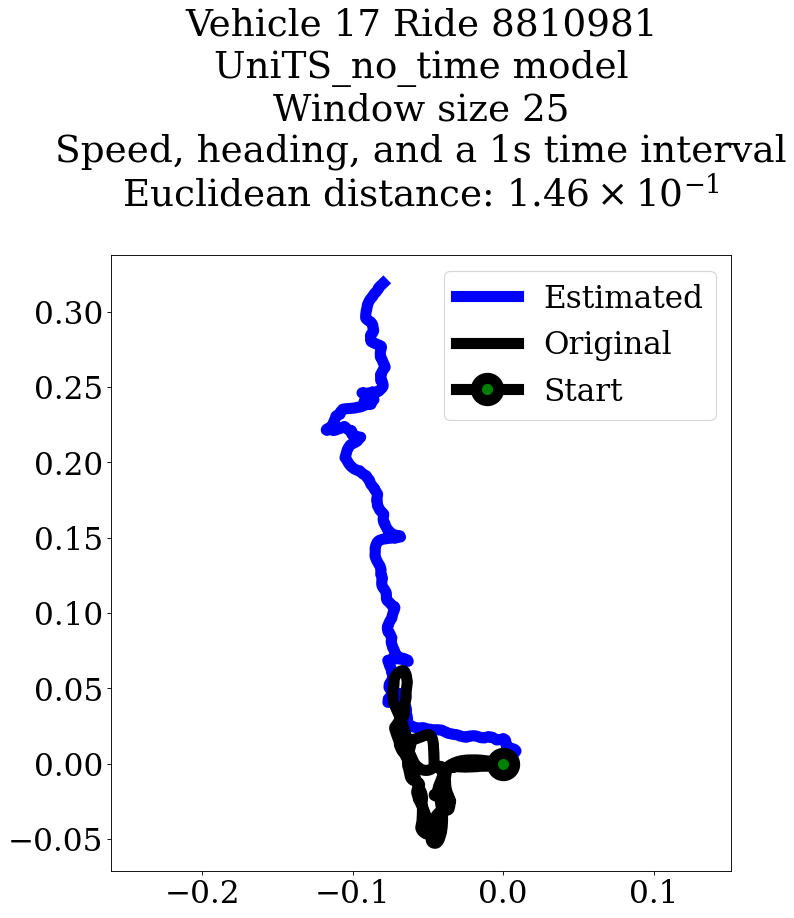 Vehicle 17 Ride 8810981
UniTS_no_time model
Window size 25
Speed, heading, and a 1s time interval
Euclidean distance: 1.46 × 10⁻¹
Estimated
Original
Start
0.30
0.25
0.20
0.15
0.10
0.05
0.00
−0.05
−0.2 −0.1 0.0 0.1